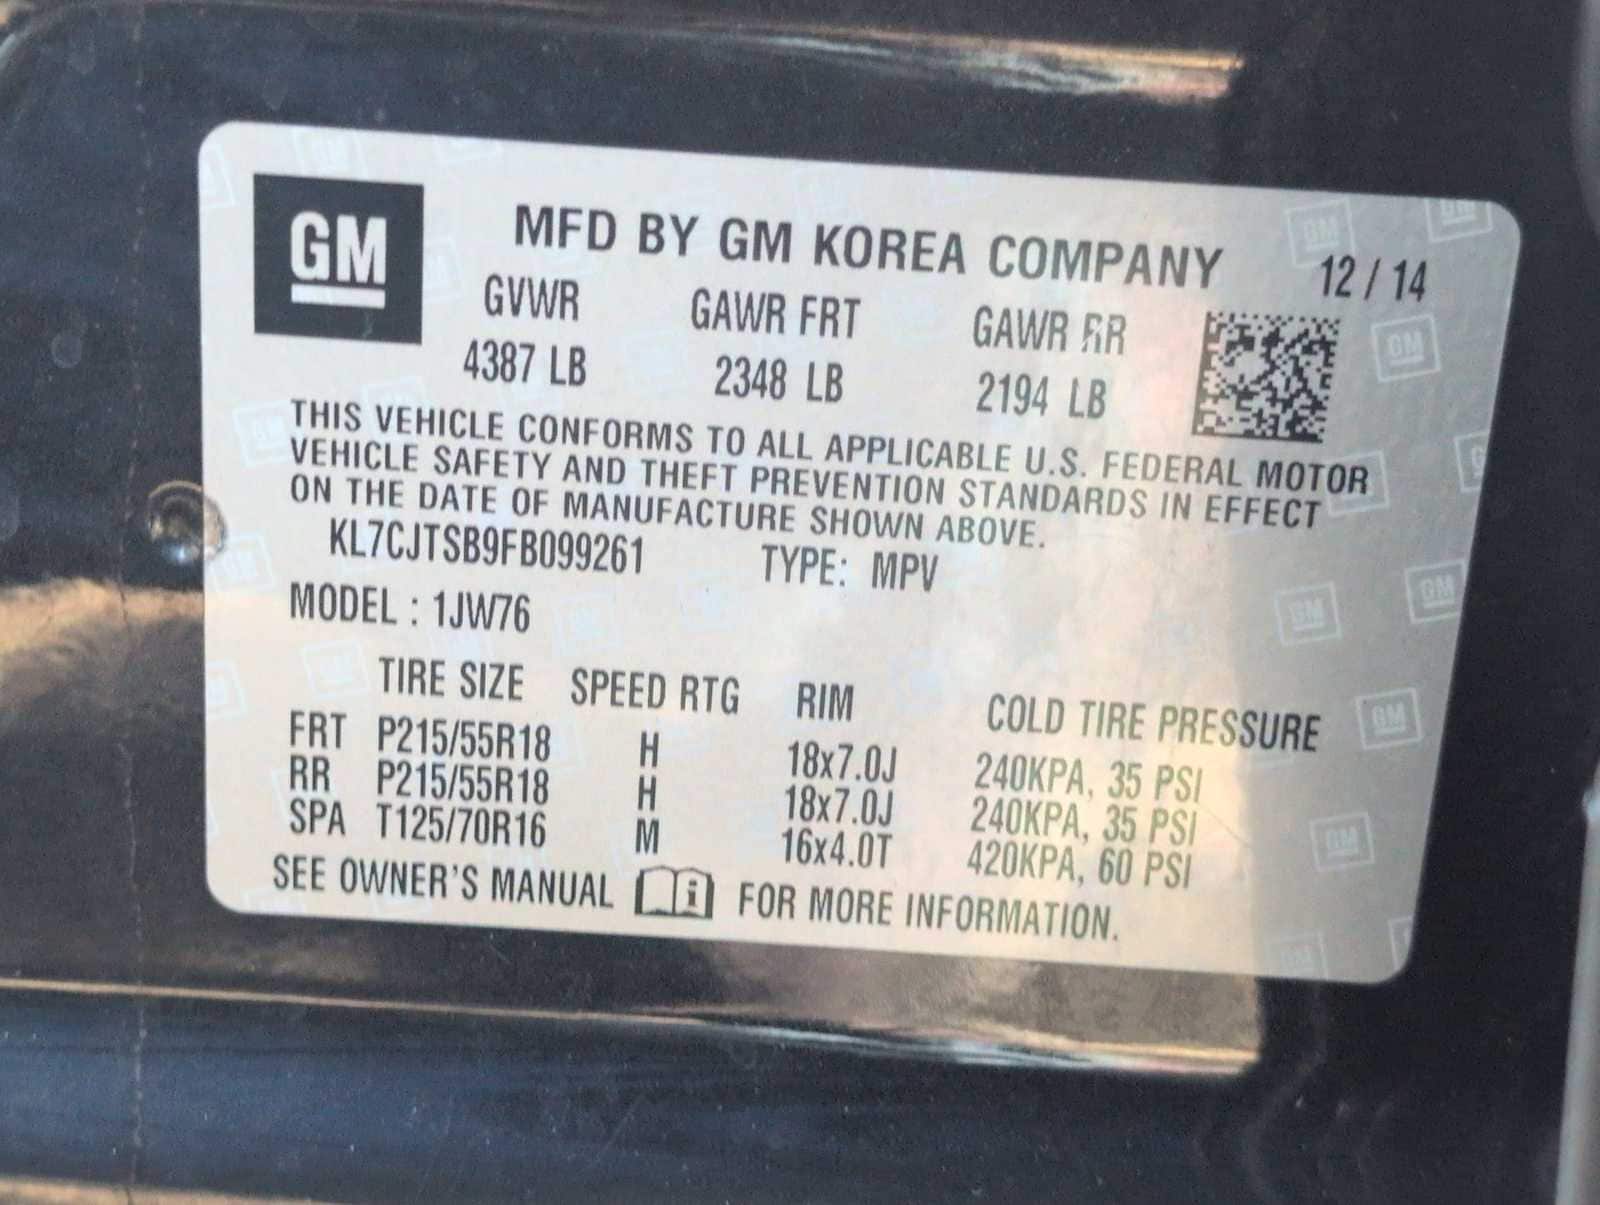 GM
MFD BY GM KOREA COMPANY 12 / 14
GVWR GAWR FRT GAWR RR
4387 LB 2348 LB 2194 LB
THIS VEHICLE CONFORMS TO ALL APPLICABLE U.S. FEDERAL MOTOR
VEHICLE SAFETY AND THEFT PREVENTION STANDARDS IN EFFECT
ON THE DATE OF MANUFACTURE SHOWN ABOVE.
KL7CJTSB9FB099261 TYPE: MPV
MODEL : 1JW76
TIRE SIZE SPEED RTG RIM COLD TIRE PRESSURE
FRT P215/55R18 H 18x7.0J 240KPA, 35 PSI
RR P215/55R18 H 18x7.0J 240KPA, 35 PSI
SPA T125/70R16 M 16x4.0T 420KPA, 60 PSI
SEE OWNER'S MANUAL i FOR MORE INFORMATION.